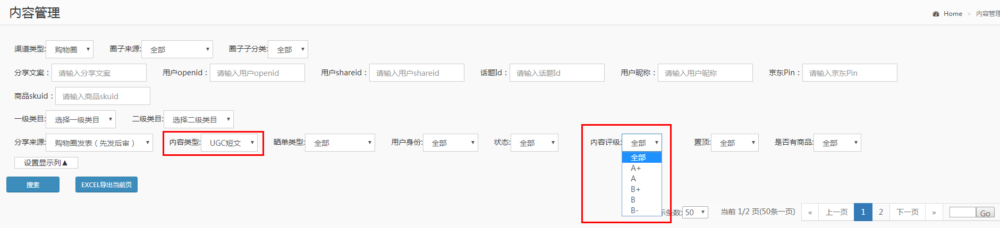 内容管理
Home > 内容管理
渠道类型: 购物圈 圈子来源: 全部 圈子子分类: 全部
分享文案： 请输入分享文案 用户openid： 请输入用户openid 用户shareid： 请输入用户shareid 话题Id： 请输入话题Id 用户昵称： 请输入用户昵称 京东Pin： 请输入京东Pin
商品skuid： 请输入商品skuid
一级类目: 选择一级类目 二级类目: 选择二级类目
分享来源: 购物圈发表（先发后审） 内容类型: UGC短文 晒单类型: 全部 用户身份: 全部 状态: 全部 内容评级: 全部 置顶: 全部 是否有商品: 全部
全部
A+
A
B+
B
B-
设置显示列▲
搜索 EXCEL导出当前页
示条数: 50 当前 1/2 页(50条一页) « 上一页 1 2 下一页 » Go